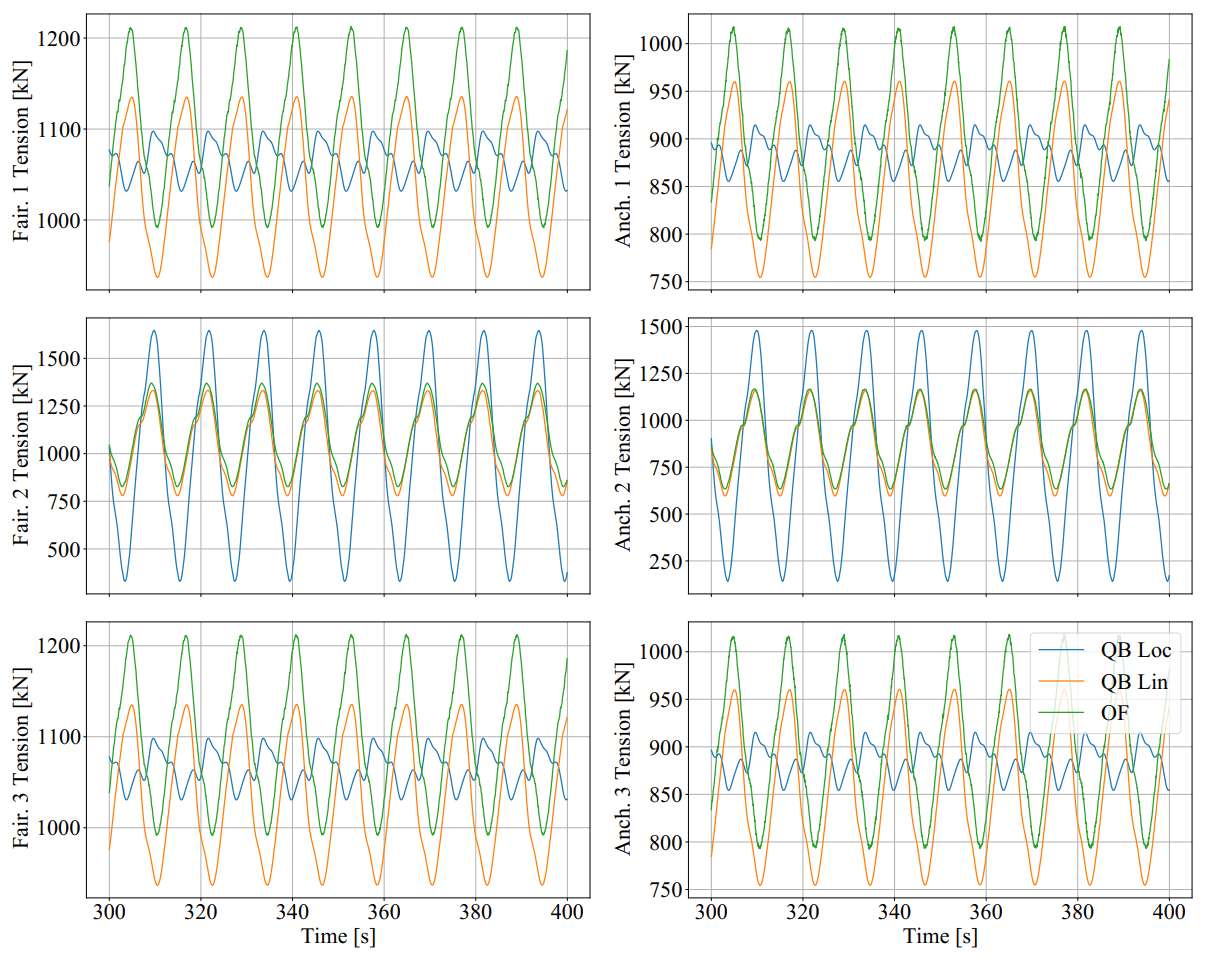 Fair. 1 Tension [kN]
1200
1100
1000
Anch. 1 Tension [kN]
1000
950
900
850
800
750
Fair. 2 Tension [kN]
1500
1250
1000
750
500
Anch. 2 Tension [kN]
1500
1250
1000
750
500
250
Fair. 3 Tension [kN]
1200
1100
1000
300 320 340 360 380 400
Time [s]
Anch. 3 Tension [kN]
1000
950
900
850
800
750
QB Loc
QB Lin
OF
300 320 340 360 380 400
Time [s]